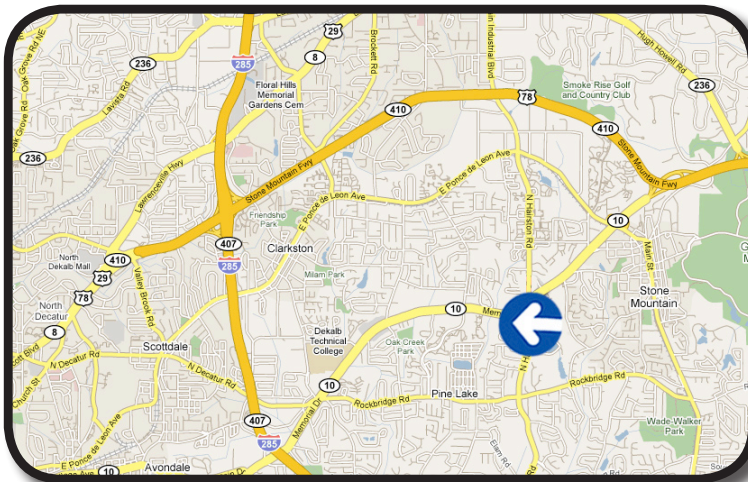 29
Brockett Rd
Hugh Howell Rd
Oak Grove Rd NE
8
285
236
Lavista Rd
Floral Hills
Memorial
Gardens Cem
Smoke Rise Golf
and Country Club
236
78
410
410
236
Lawrenceville Hwy
Stone Mountain Fwy
Stone Mountain Fwy
E Ponce de Leon Ave
E Ponce de Leon Ave
N Hairston Rd
10
Friendship
Park
Clarkston
407
285
Main St
North
Dekalb Mall
410
29
78
Valley Brook Rd
Milam Park
Stone
Mountain
North
Decatur
8
10
Dekalb
Technical
College
Oak Creek
Park
Scottdale
N Decatur Rd
N Decatur Rd
Church St
10
Pine Lake
Rockbridge Rd
Rockbridge Rd
407
285
Memorial Dr
Wade-Walker
Park
Elam Rd
E Ponce de Leon Ave
10
Avondale